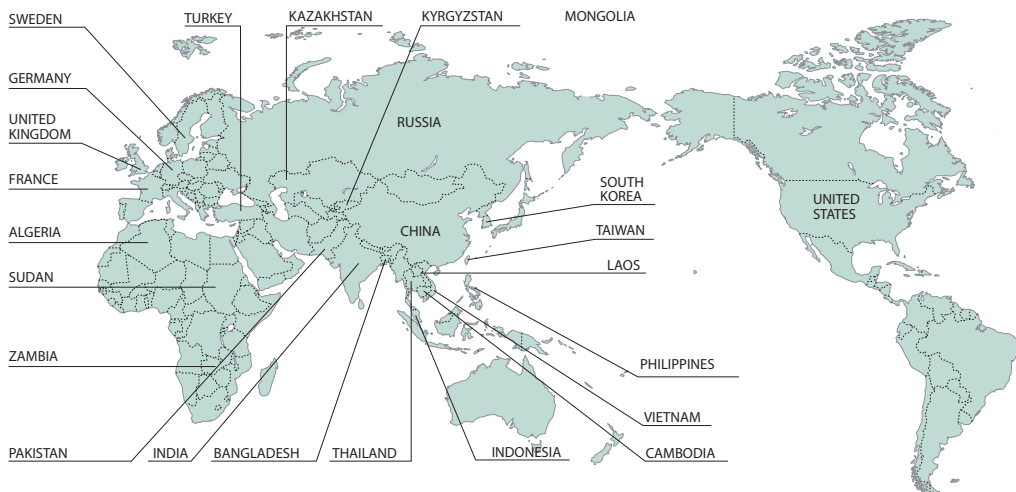 SWEDEN
TURKEY
KAZAKHSTAN
KYRGYZSTAN
MONGOLIA
GERMANY
UNITED
KINGDOM
RUSSIA
FRANCE
SOUTH
KOREA
UNITED
STATES
ALGERIA
CHINA
TAIWAN
SUDAN
LAOS
ZAMBIA
PHILIPPINES
VIETNAM
PAKISTAN
INDIA
BANGLADESH
THAILAND
INDONESIA
CAMBODIA